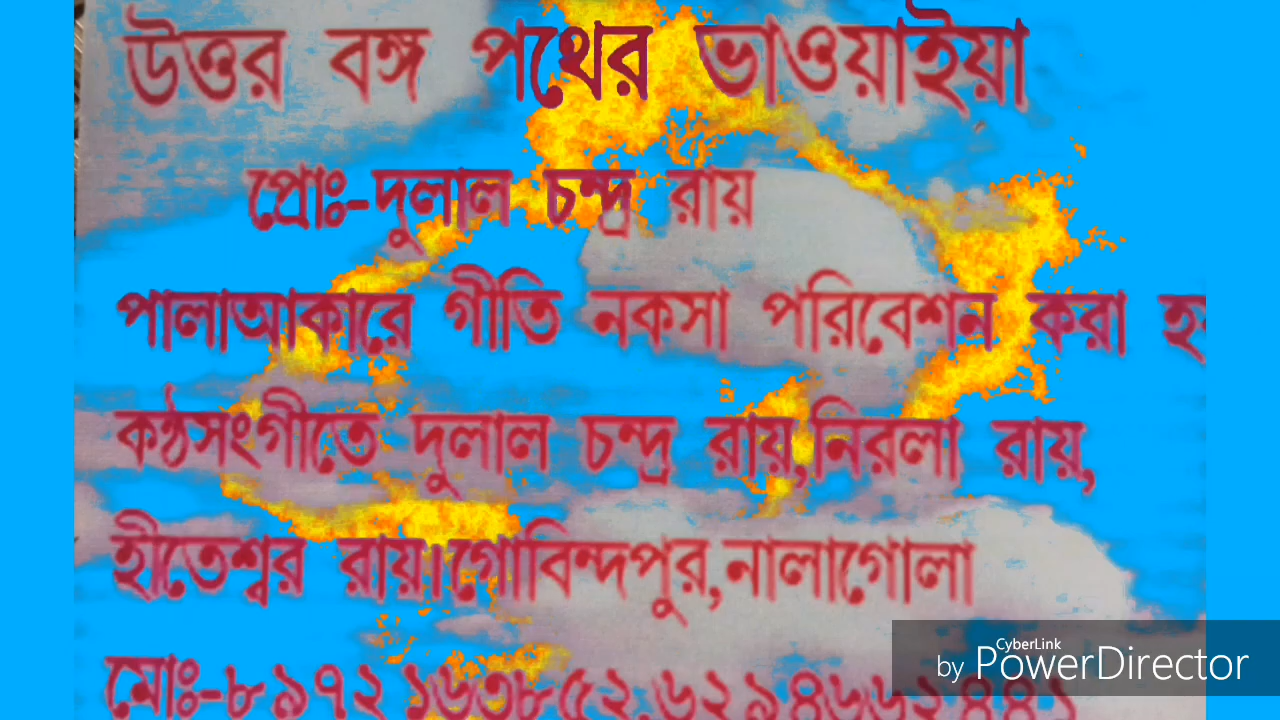 উত্তর বঙ্গ পথের ভাওয়াইয়া
প্রোঃ-দুলাল চন্দ্র রায়
পালাআকারে গীতি নকসা পরিবেশন করা
কন্ঠসংগীতে দুলাল চন্দ্র রায়,নিরলা রায়,
হীতেশ্বর রায়।গোবিন্দপুর,নালাগোলা
মোঃ-৮৯৭২১৬৩৮৫২,
CyberLink
by PowerDirector